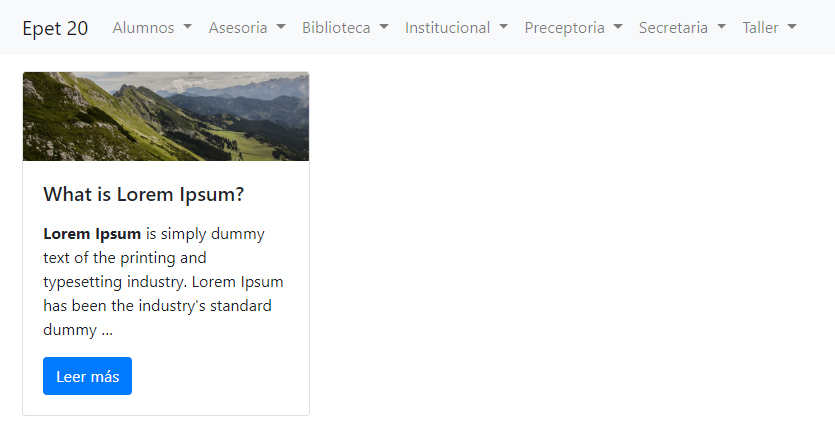 Epet 20 Alumnos Asesoria Biblioteca Institucional Preceptoria Secretaria Taller
What is Lorem Ipsum?
Lorem Ipsum is simply dummy
text of the printing and
typesetting industry. Lorem Ipsum
has been the industry's standard
dummy ...
Leer más